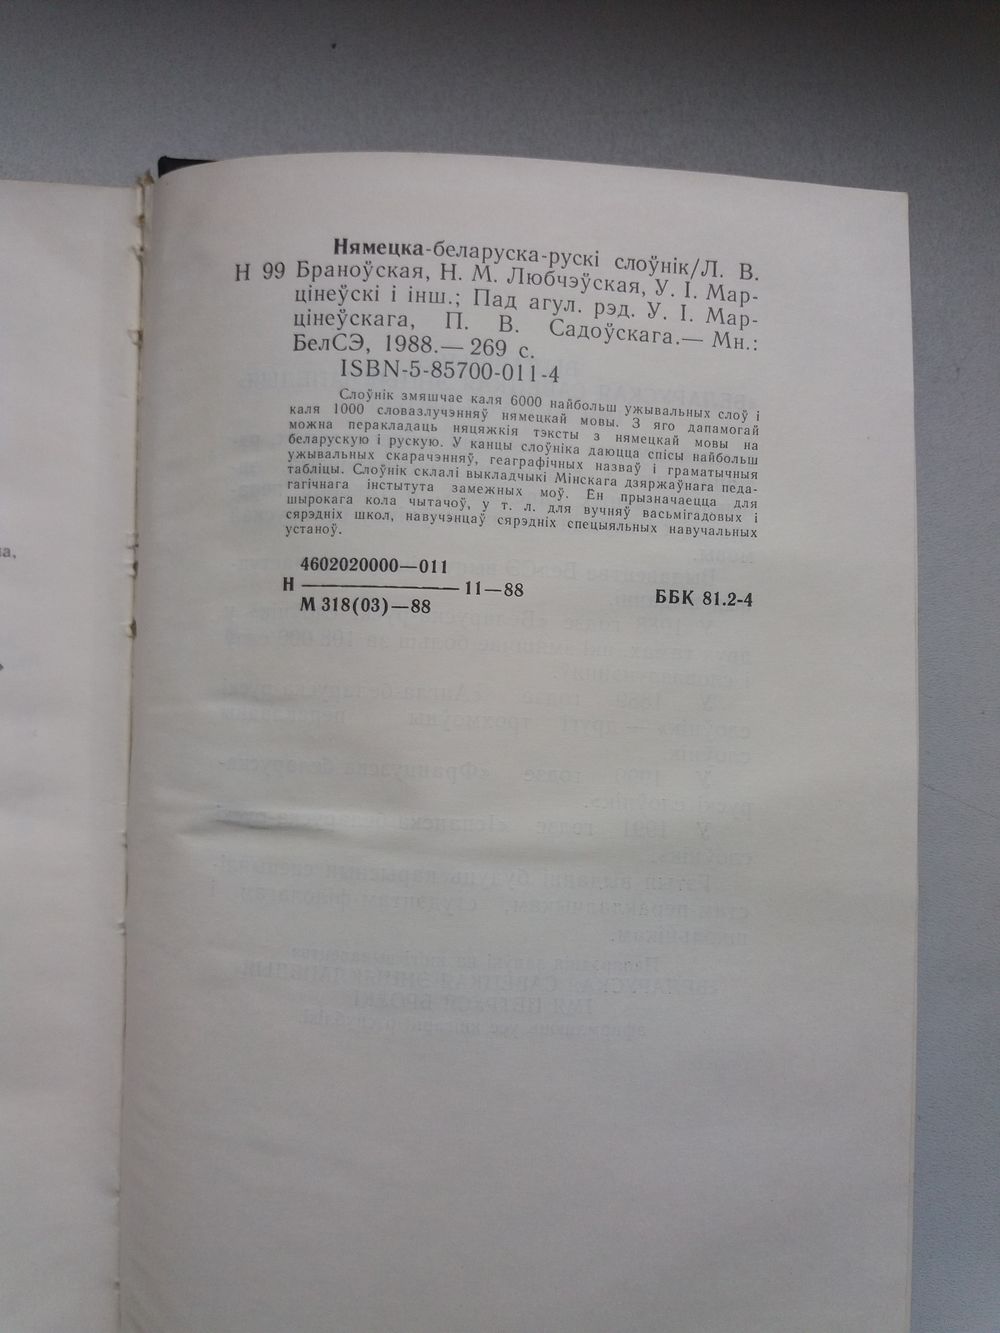 Нямецка-беларуска-рускі слоўнік/Л. В.
Н 99 Браноўская, Н. М. Любчэўская, У. І. Мар-
цінеўскі і інш.; Пад агул. рэд. У. І. Мар-
цінеўскага, П. В. Садоўскага.— Мн.:
БелСЭ, 1988.— 269 с.
ISBN-5-85700-011-4
Слоўнік змяшчае каля 6000 найбольш ужывальных слоў і
каля 1000 словазлучэнняў нямецкай мовы. З яго дапамогай
можна перакладаць няцяжкія тэксты з нямецкай мовы на
беларускую і рускую. У канцы слоўніка даюцца спісы найбольш
ужывальных скарачэнняў, геаграфічных назваў і граматычныя
табліцы. Слоўнік склалі выкладчыкі Мінскага дзяржаўнага педа-
гагічнага інстытута замежных моў. Ён прызначаецца для
шырокага кола чытачоў, у т. л. для вучняў васьмігадовых і
сярэдніх школ, навучэнцаў сярэдніх спецыяльных навучальных
устаноў.
4602020000—011
Н 11—88
М 318(03)—88
ББК 81.2-4